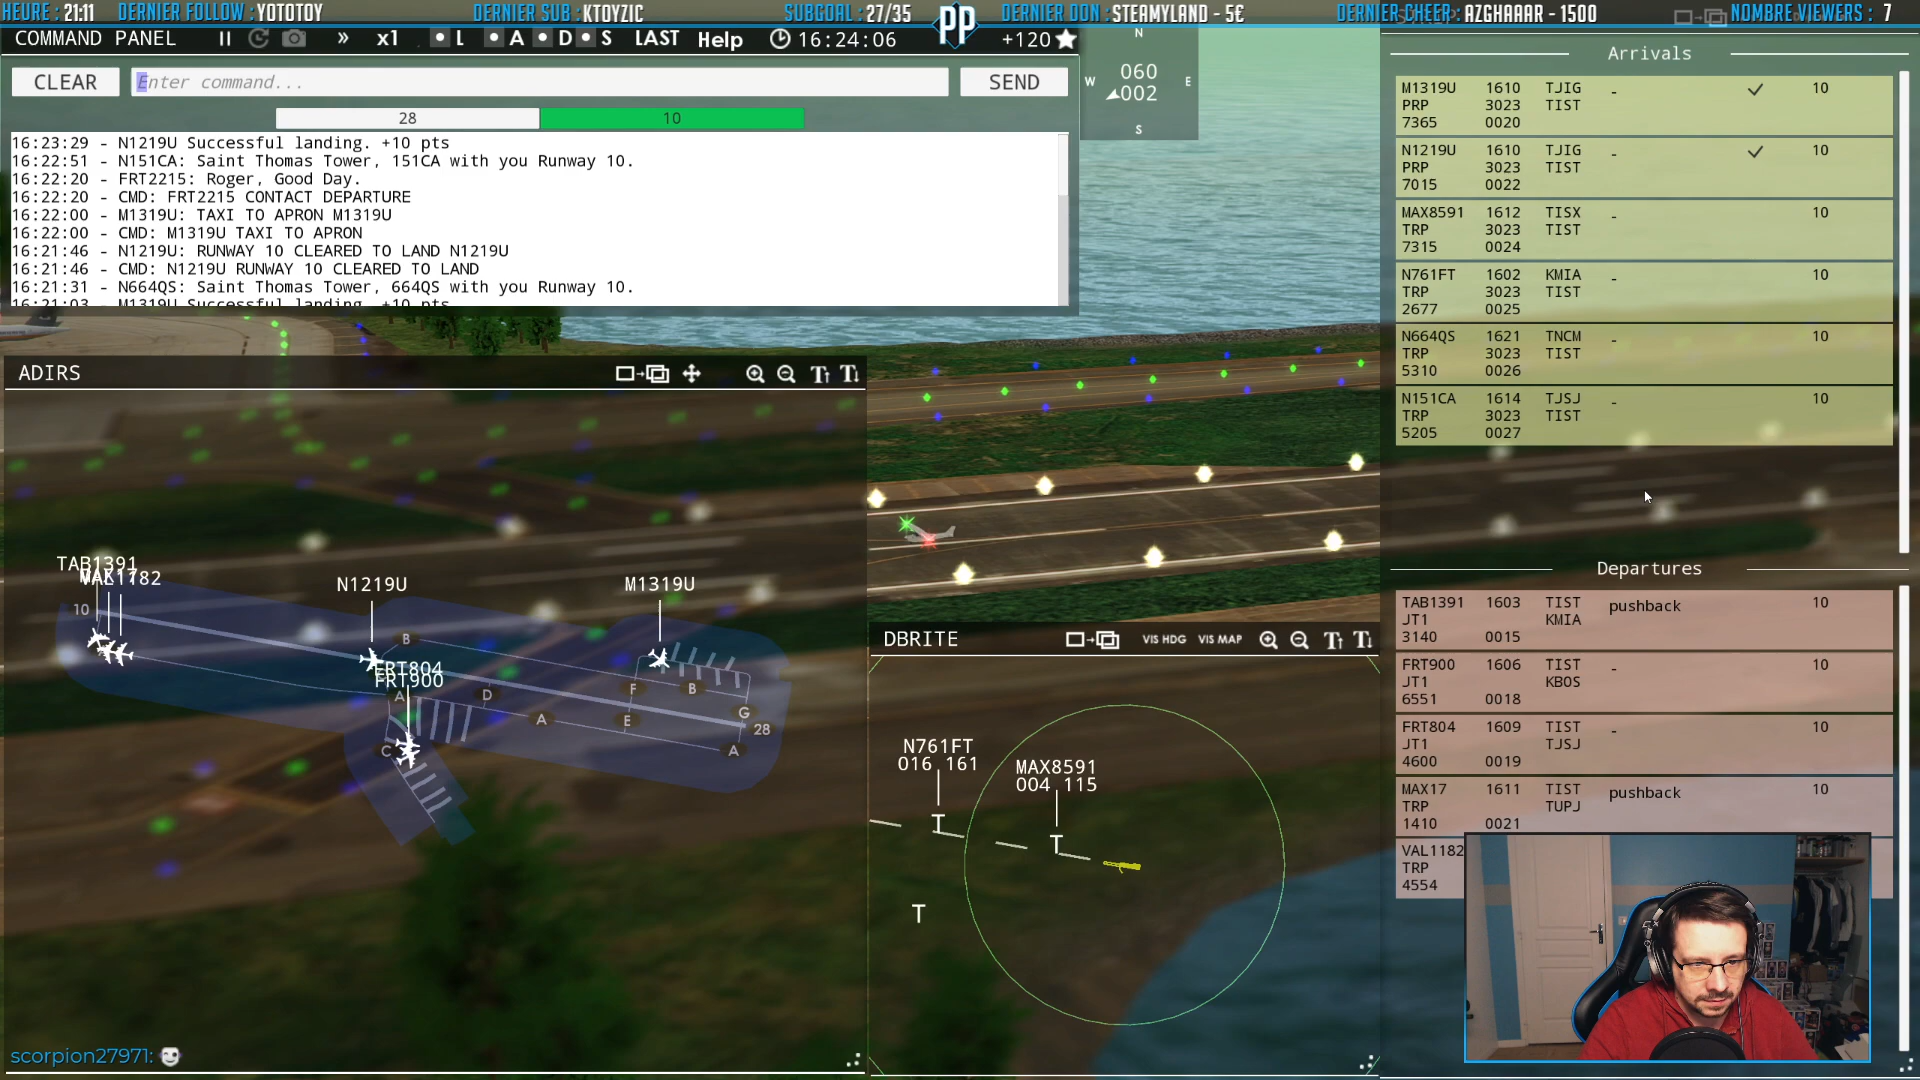 HEURE : 21:11 DERNIER FOLLOW : YOTOTOY DERNIER SUB : KTOYZIC SUBGOAL : 27/35 PP DERNIER DON : STEAMYLAND - 5€ DERNIER CHEER : AZGHAAAR - 1500 NOMBRE VIEWERS : 7
COMMAND PANEL » x1 L A D S LAST Help 16:24:06 +120
CLEAR Enter command... SEND
28 10
N
W 060 E
002
S
16:23:29 - N1219U Successful landing. +10 pts
16:22:51 - N151CA: Saint Thomas Tower, 151CA with you Runway 10.
16:22:20 - FRT2215: Roger, Good Day.
16:22:20 - CMD: FRT2215 CONTACT DEPARTURE
16:22:00 - M1319U: TAXI TO APRON M1319U
16:22:00 - CMD: M1319U TAXI TO APRON
16:21:46 - N1219U: RUNWAY 10 CLEARED TO LAND N1219U
16:21:46 - CMD: N1219U RUNWAY 10 CLEARED TO LAND
16:21:31 - N664QS: Saint Thomas Tower, 664QS with you Runway 10.
16:21:03 - M1319U Successful landing. +10 pts
ADIRS
TAB1391
1782
10
N1219U
M1319U
B
FRT804
FRT900
A D F B
A E G
28
C A
DBRITE VIS HDG VIS MAP
N761FT
016 161
MAX8591
004 115
T
T
T
Arrivals
M1319U 1610 TJIG - ✓ 10
PRP 3023 TIST
7365 0020
N1219U 1610 TJIG - ✓ 10
PRP 3023 TIST
7015 0022
MAX8591 1612 TISX - 10
TRP 3023 TIST
7315 0024
N761FT 1602 KMIA - 10
TRP 3023 TIST
2677 0025
N664QS 1621 TNCM - 10
TRP 3023 TIST
5310 0026
N151CA 1614 TJSJ - 10
TRP 3023 TIST
5205 0027
Departures
TAB1391 1603 TIST pushback 10
JT1 KMIA
3140 0015
FRT900 1606 TIST - 10
JT1 KBOS
6551 0018
FRT804 1609 TIST - 10
JT1 TJSJ
4600 0019
MAX17 1611 TIST pushback 10
TRP TUPJ
1410 0021
VAL1182
TRP
4554
scorpion27971: